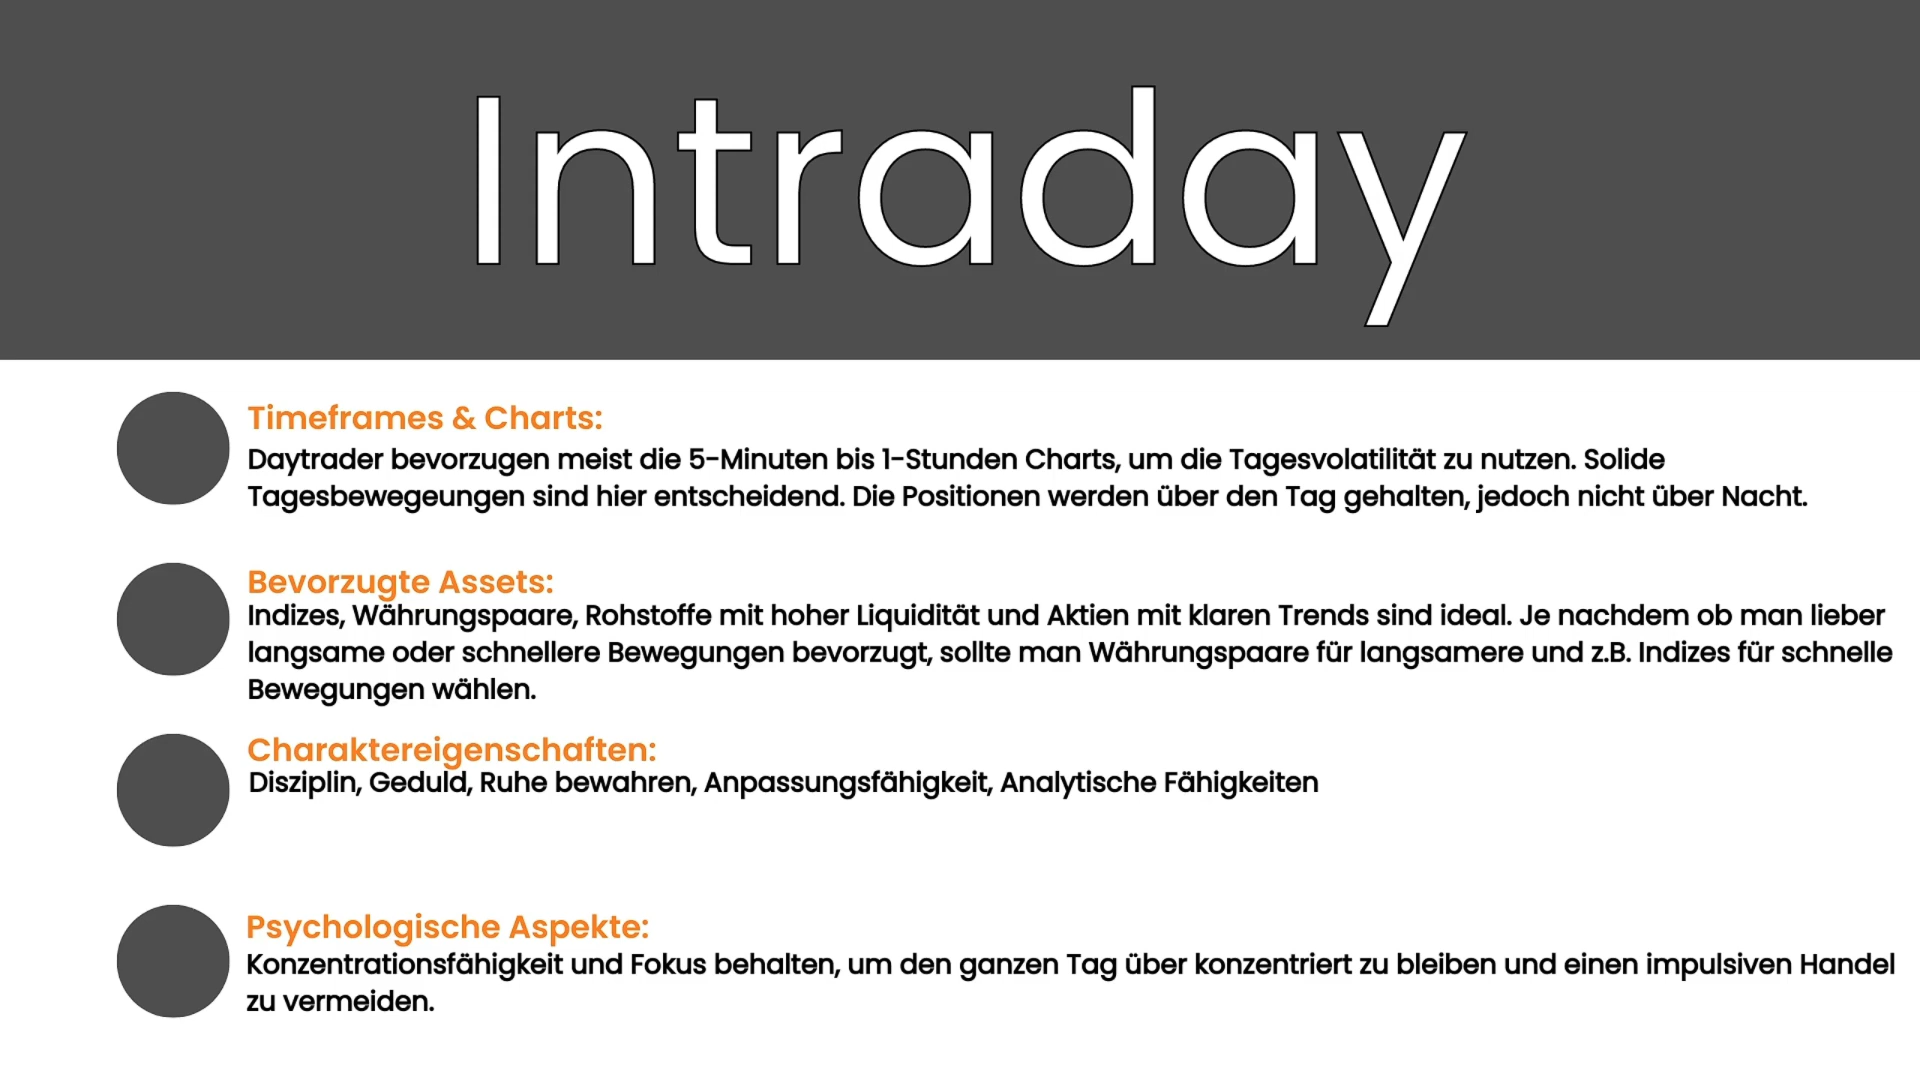 Intraday
Timeframes & Charts:
Daytrader bevorzugen meist die 5-Minuten bis 1-Stunden Charts, um die Tagesvolatilität zu nutzen. Solide
Tagesbewegeungen sind hier entscheidend. Die Positionen werden über den Tag gehalten, jedoch nicht über Nacht.
Bevorzugte Assets:
Indizes, Währungspaare, Rohstoffe mit hoher Liquidität und Aktien mit klaren Trends sind ideal. Je nachdem ob man lieber
langsame oder schnellere Bewegungen bevorzugt, sollte man Währungspaare für langsamere und z.B. Indizes für schnelle
Bewegungen wählen.
Charaktereigenschaften:
Disziplin, Geduld, Ruhe bewahren, Anpassungsfähigkeit, Analytische Fähigkeiten
Psychologische Aspekte:
Konzentrationsfähigkeit und Fokus behalten, um den ganzen Tag über konzentriert zu bleiben und einen impulsiven Handel
zu vermeiden.